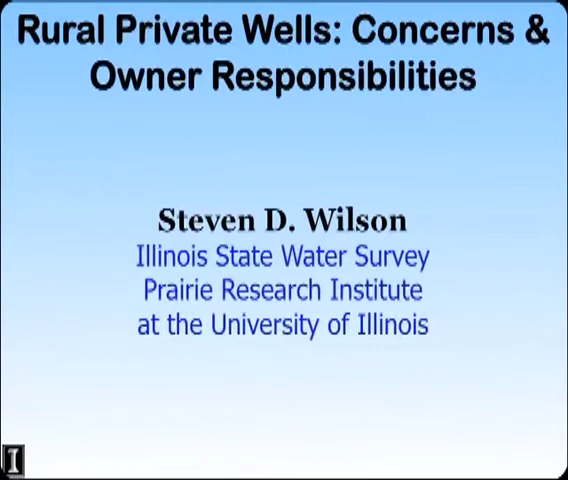 Rural Private Wells: Concerns &
Owner Responsibilities
Steven D. Wilson
Illinois State Water Survey
Prairie Research Institute
at the University of Illinois
I